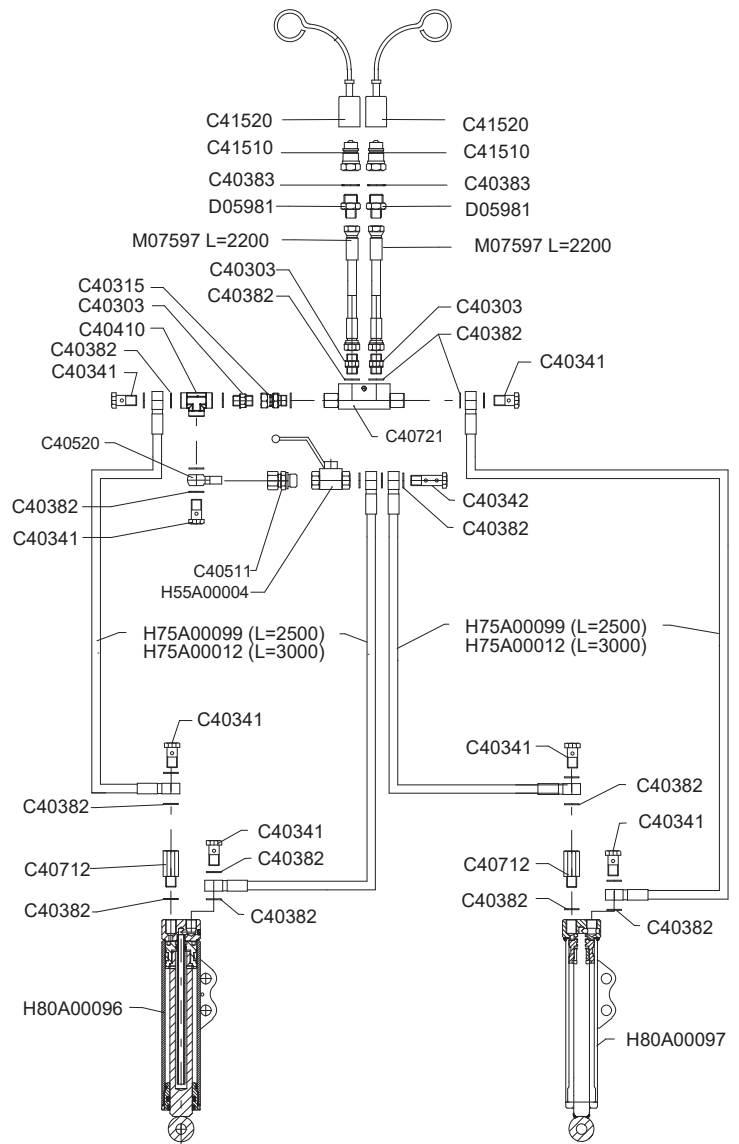 C41520
C41520
C41510
C41510
C40383
C40383
D05981
D05981
M07597 L=2200
M07597 L=2200
C40303
C40315
C40382
C40303
C40303
C40410
C40382
C40382
C40341
C40341
C40721
C40520
C40382
C40342
C40382
C40341
C40511
H55A00004
H75A00099 (L=2500)
H75A00012 (L=3000)
H75A00099 (L=2500)
H75A00012 (L=3000)
C40341
C40341
C40382
C40382
C40341
C40341
C40382
C40712
C40712
C40382
C40382
C40382
C40382
H80A00096
H80A00097